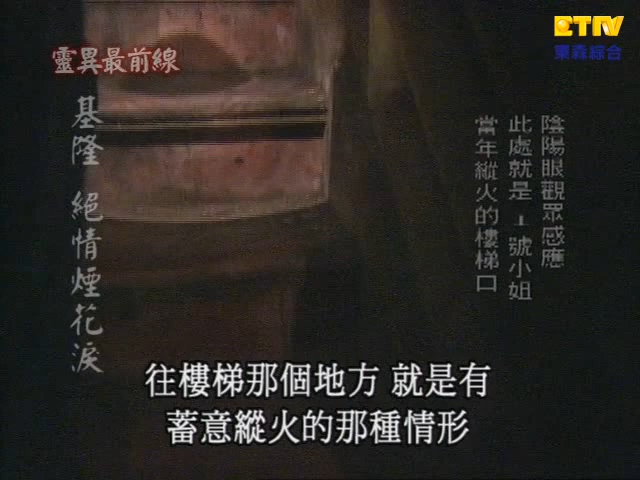 靈異最前線
ETTV
東森綜合
基隆 絕情煙花淚
陰陽眼觀眾感應
此處就是1號小姐
當年縱火的樓梯口
往樓梯那個地方 就是有
蓄意縱火的那種情形